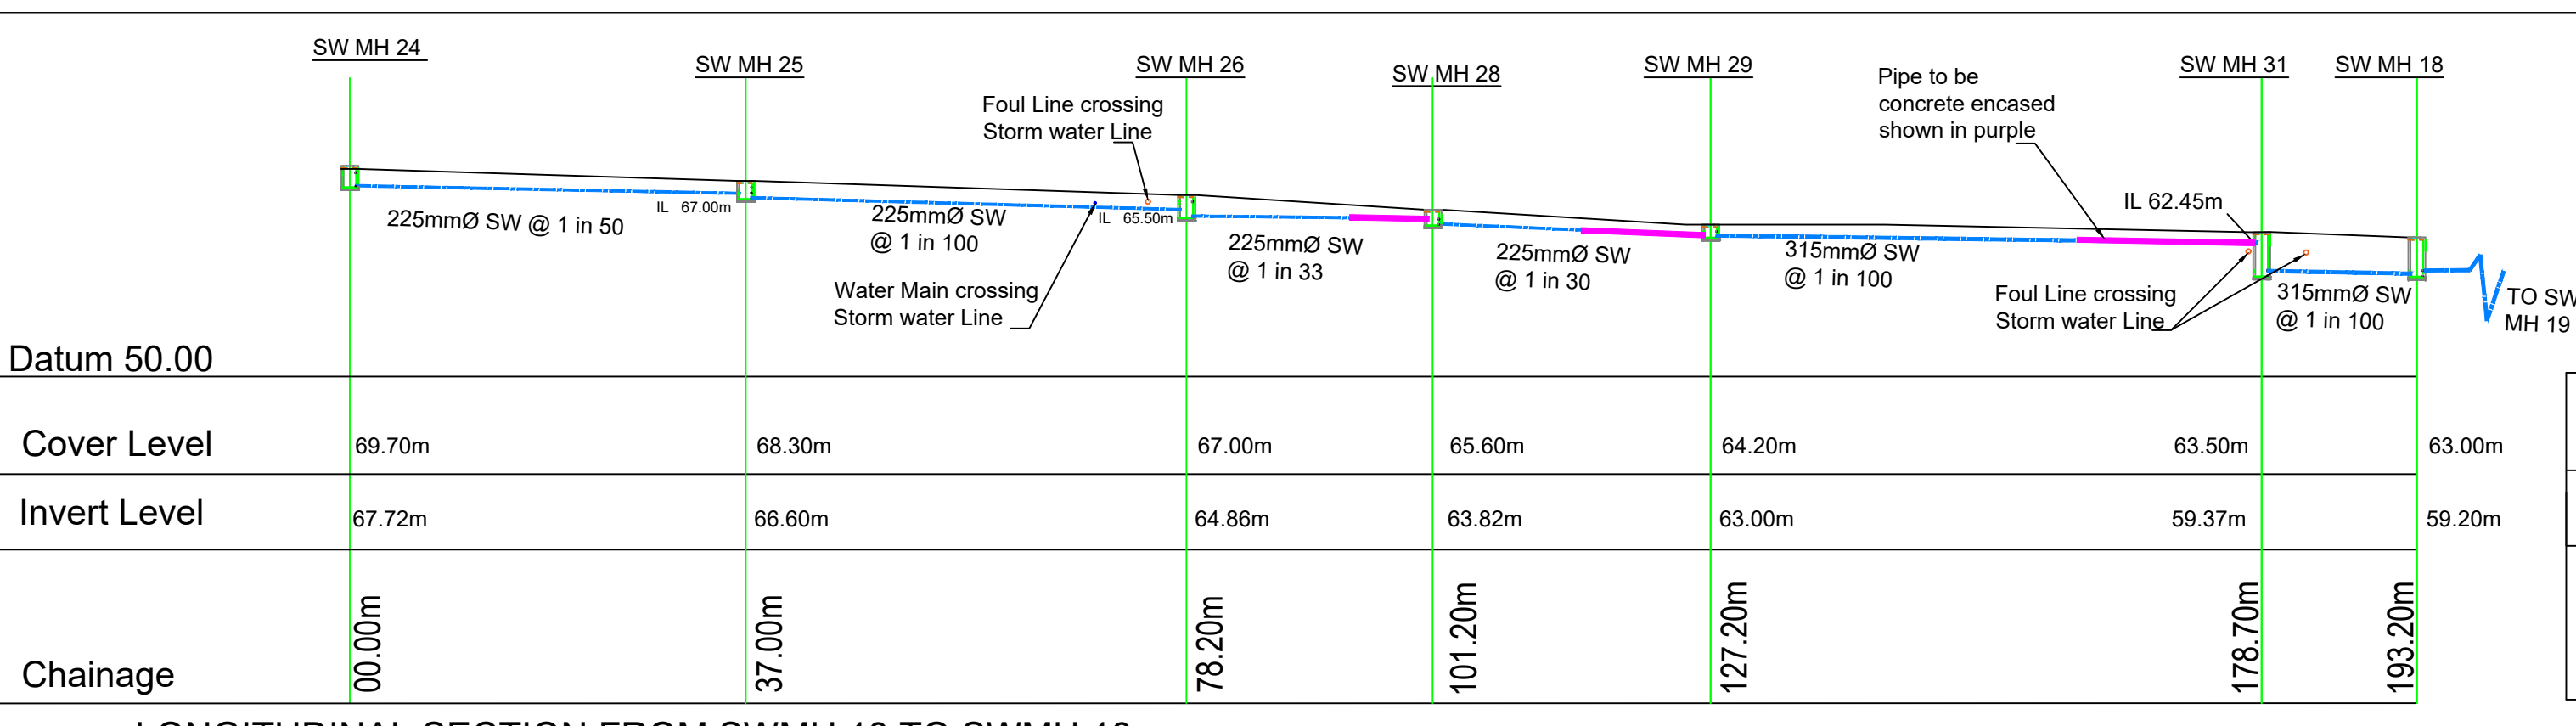 SW MH 24
SW MH 25
SW MH 26
SW MH 28
SW MH 29
SW MH 31
SW MH 18
Foul Line crossing
Storm water Line
Pipe to be
concrete encased
shown in purple
225mmØ SW @ 1 in 50
IL 67.00m
225mmØ SW
@ 1 in 100
IL 65.50m
225mmØ SW
@ 1 in 33
225mmØ SW
@ 1 in 30
315mmØ SW
@ 1 in 100
IL 62.45m
Water Main crossing
Storm water Line
Foul Line crossing
Storm water Line
315mmØ SW
@ 1 in 100
TO SW
MH 19
Datum 50.00
Cover Level 69.70m 68.30m 67.00m 65.60m 64.20m 63.50m 63.00m
Invert Level 67.72m 66.60m 64.86m 63.82m 63.00m 59.37m 59.20m
Chainage 00.00m 37.00m 78.20m 101.20m 127.20m 178.70m 193.20m